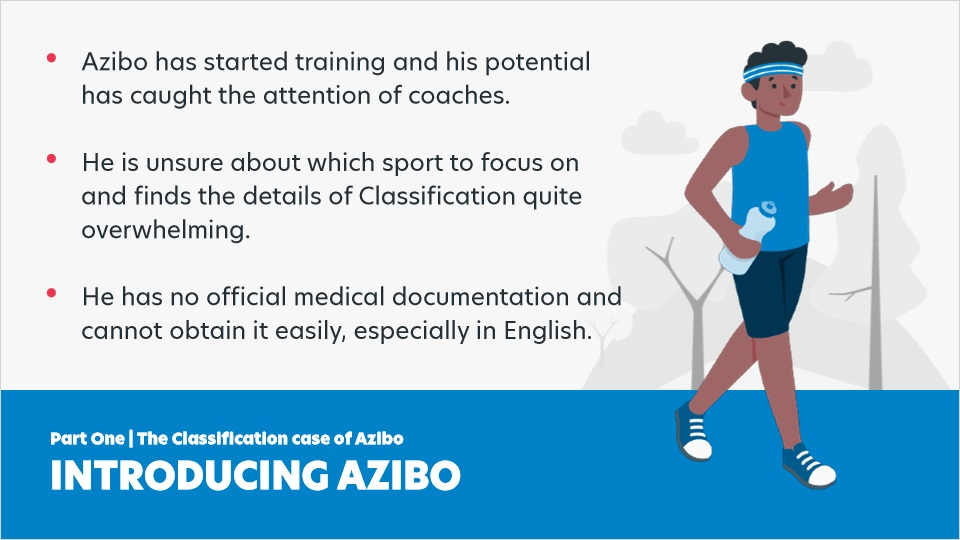 Azibo has started training and his potential
has caught the attention of coaches.
He is unsure about which sport to focus on
and finds the details of Classification quite
overwhelming.
He has no official medical documentation and
cannot obtain it easily, especially in English.
Part One | The Classification case of Azibo
INTRODUCING AZIBO